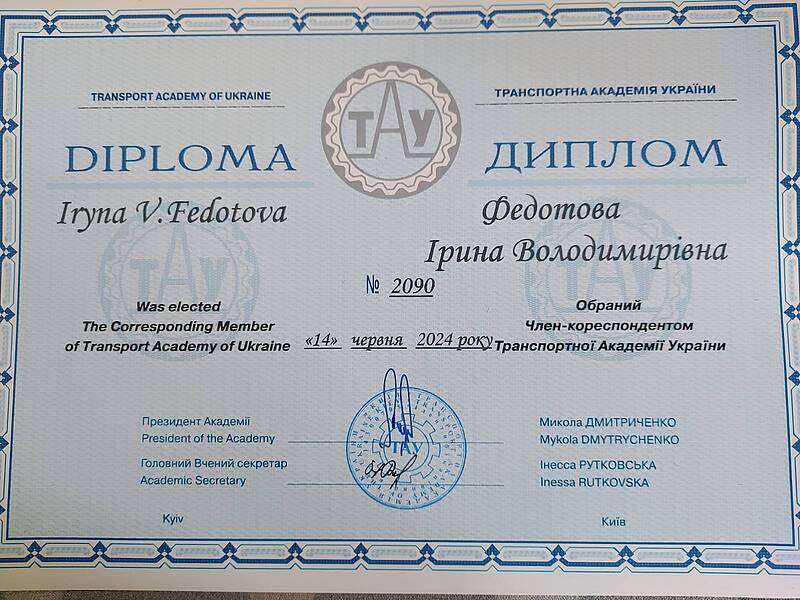 TRANSPORT ACADEMY OF UKRAINE
ТРАНСПОРТНА АКАДЕМІЯ УКРАЇНИ
ТАУ
DIPLOMA
ДИПЛОМ
Iryna V.Fedotova
Федотова
Ірина Володимирівна
№ 2090
Was elected
The Corresponding Member
of Transport Academy of Ukraine
«14» червня 2024 року
Обраний
Член-кореспондентом
Транспортної Академії України
Президент Академії
President of the Academy
Микола ДМИТРИЧЕНКО
Mykola DMYTRYCHENKO
Головний Вчений секретар
Academic Secretary
Інесса РУТКОВСЬКА
Inessa RUTKOVSKA
ТАУ
Kyiv
Київ